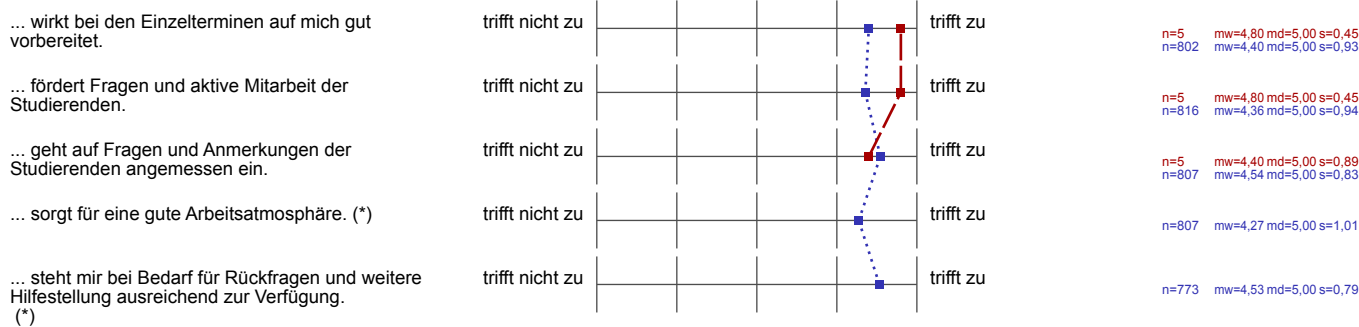 ... wirkt bei den Einzelterminen auf mich gut
vorbereitet.
trifft nicht zu
trifft zu
n=5 mw=4,80 md=5,00 s=0,45
n=802 mw=4,40 md=5,00 s=0,93
... fördert Fragen und aktive Mitarbeit der
Studierenden.
trifft nicht zu
trifft zu
n=5 mw=4,80 md=5,00 s=0,45
n=816 mw=4,36 md=5,00 s=0,94
... geht auf Fragen und Anmerkungen der
Studierenden angemessen ein.
trifft nicht zu
trifft zu
n=5 mw=4,40 md=5,00 s=0,89
n=807 mw=4,54 md=5,00 s=0,83
... sorgt für eine gute Arbeitsatmosphäre. (*)
trifft nicht zu
trifft zu
n=807 mw=4,27 md=5,00 s=1,01
... steht mir bei Bedarf für Rückfragen und weitere
Hilfestellung ausreichend zur Verfügung.
(*)
trifft nicht zu
trifft zu
n=773 mw=4,53 md=5,00 s=0,79